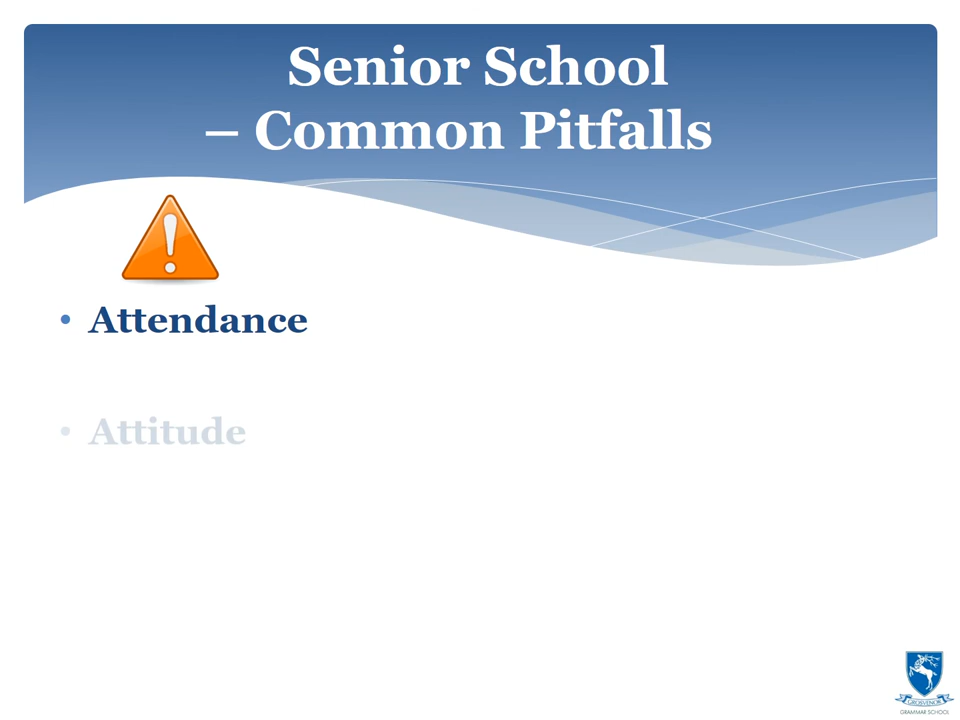 Senior School
– Common Pitfalls
• Attendance
• Attitude
GROSVENOR
GRAMMAR SCHOOL